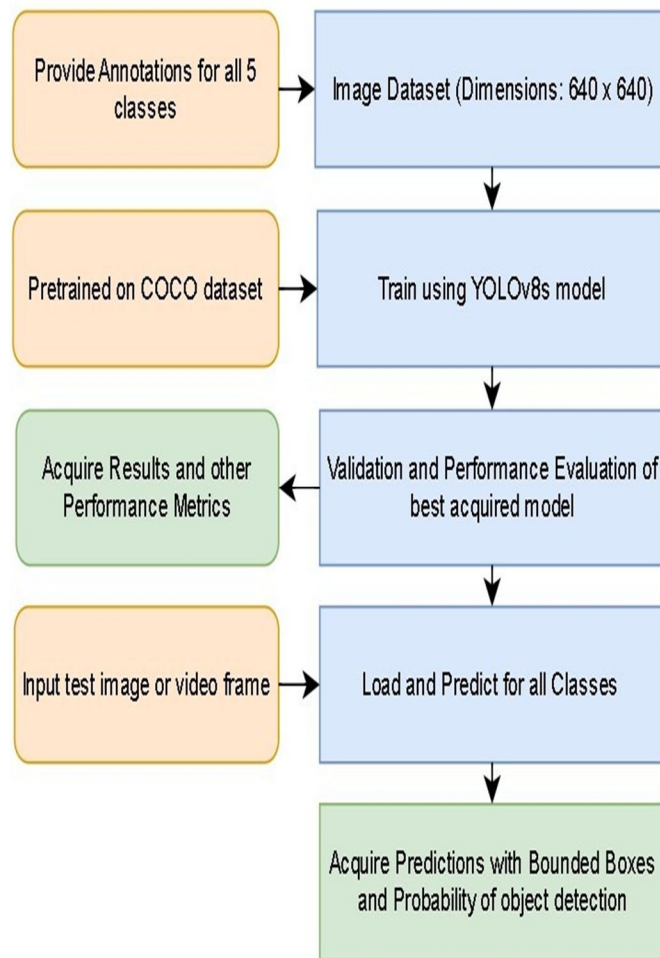 Provide Annotations for all 5
classes
Image Dataset (Dimensions: 640 x 640)
Pretrained on COCO dataset
Train using YOLOv8s model
Acquire Results and other
Performance Metrics
Validation and Performance Evaluation of
best acquired model
Input test image or video frame
Load and Predict for all Classes
Acquire Predictions with Bounded Boxes
and Probability of object detection